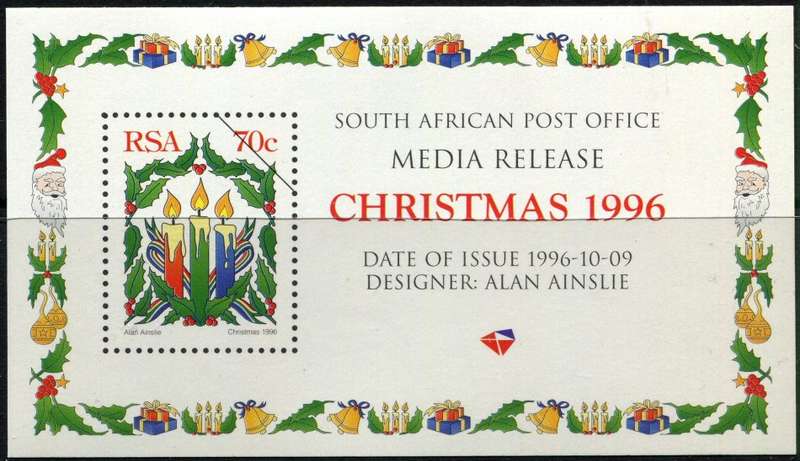 RSA 70c
Alan Ainslie Christmas 1996
SOUTH AFRICAN POST OFFICE
MEDIA RELEASE
CHRISTMAS 1996
DATE OF ISSUE 1996-10-09
DESIGNER: ALAN AINSLIE